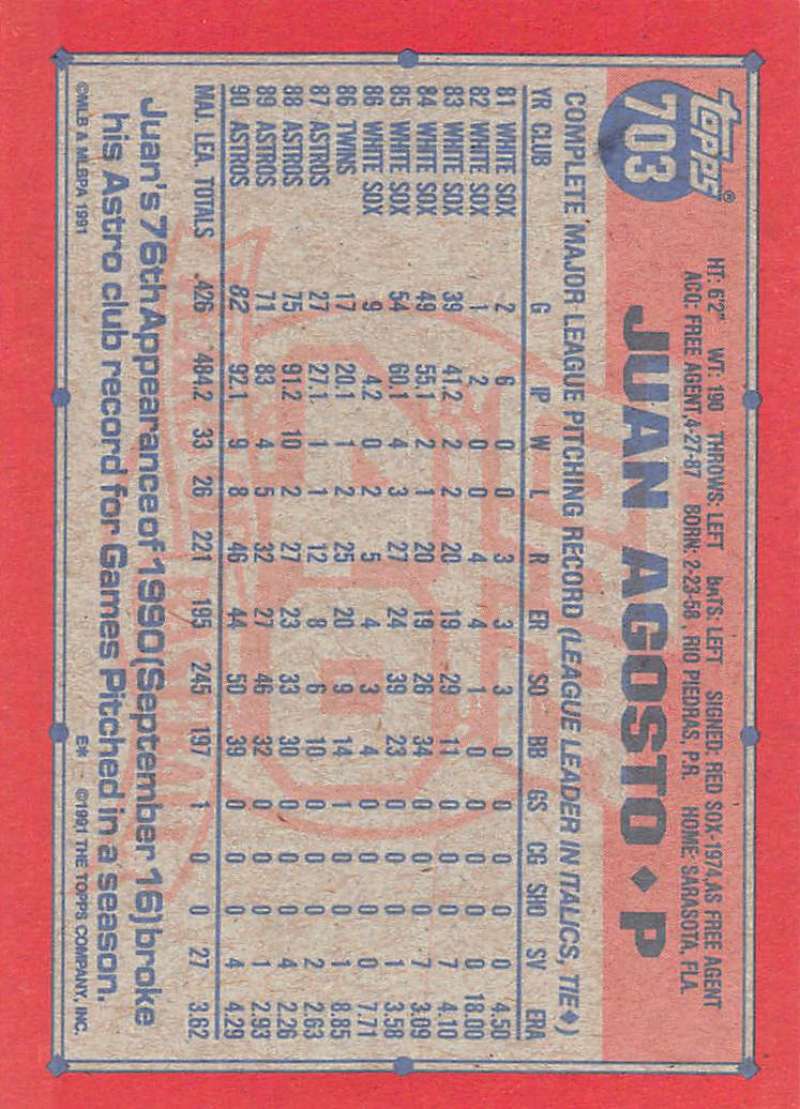 topps®
703
HT: 6'2" WT: 190 THROWS: LEFT BATS: LEFT SIGNED: RED SOX-1974, AS FREE AGENT
ACQ: FREE AGENT, 4-27-87 BORN: 2-23-58, RIO PIEDRAS, P.R. HOME: SARASOTA, FLA.
JUAN AGOSTO ♦ P
COMPLETE MAJOR LEAGUE PITCHING RECORD (LEAGUE LEADER IN ITALICS, TIE♦)
YR CLUB G IP W L R ER SO BB GS CG SHO SV ERA
81 WHITE SOX 2 6 0 0 3 3 3 0 0 0 0 0 4.50
82 WHITE SOX 1 2 0 0 4 4 1 0 0 0 0 0 18.00
83 WHITE SOX 39 41.2 2 2 20 19 29 11 0 0 0 7 4.10
84 WHITE SOX 49 55.1 2 1 20 19 26 34 0 0 0 7 3.09
85 WHITE SOX 54 60.1 4 3 27 24 39 23 0 0 0 1 3.58
86 WHITE SOX 9 4.2 0 2 5 4 3 4 0 0 0 0 7.71
86 TWINS 17 20.1 1 2 25 20 9 14 1 0 0 1 8.85
87 ASTROS 27 27.1 1 1 12 8 6 10 0 0 0 2 2.63
88 ASTROS 75 91.2 10 2 27 23 33 30 0 0 0 4 2.26
89 ASTROS 71 83 4 5 32 27 46 32 0 0 0 1 2.93
90 ASTROS 82 92.1 9 8 46 44 50 39 0 0 0 4 4.29
MAJ. LEA. TOTALS 426 484.2 33 26 221 195 245 197 1 0 0 27 3.62
Juan's 76th Appearance of 1990 (September 16) broke
his Astro club record for Games Pitched in a season.
©MLB & MLBPA 1991 E* ©1991 THE TOPPS COMPANY, INC.